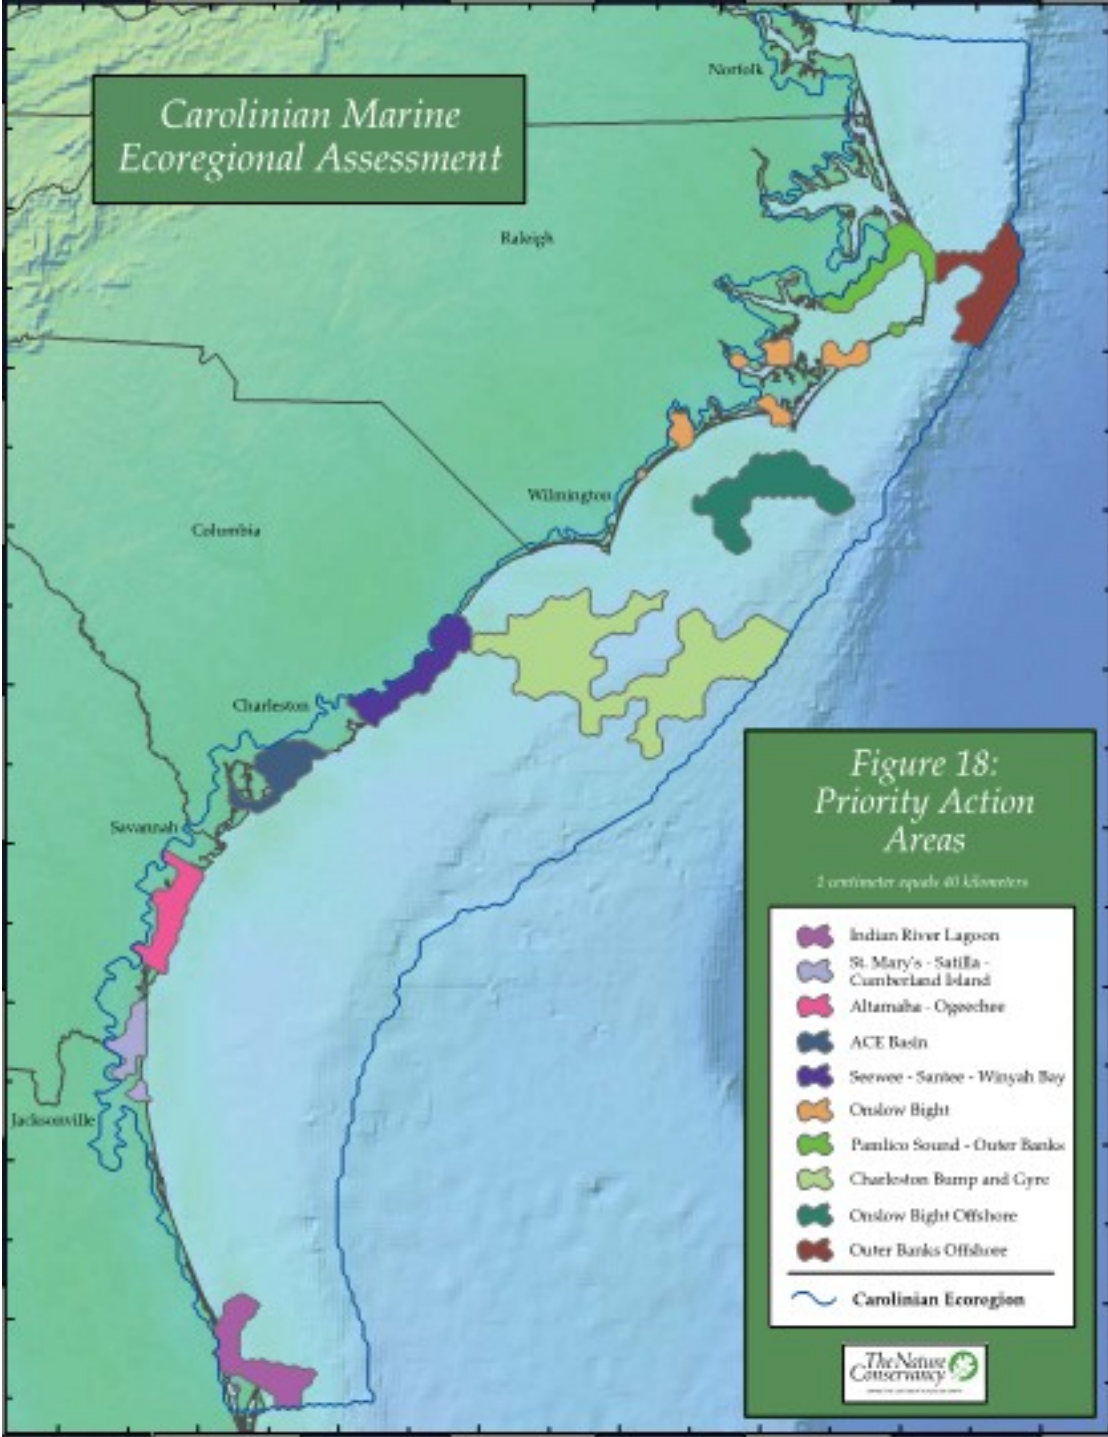 Norfolk
Carolinian Marine
Ecoregional Assessment
Raleigh
Wilmington
Columbia
Charleston
Savannah
Jacksonville
Figure 18:
Priority Action
Areas
1 centimeter equals 40 kilometers
Indian River Lagoon
St. Mary's - Satilla -
Cumberland Island
Altamaha - Ogeechee
ACE Basin
Seewee - Santee - Winyah Bay
Onslow Bight
Pamlico Sound - Outer Banks
Charleston Bump and Gyre
Onslow Bight Offshore
Outer Banks Offshore
Carolinian Ecoregion
The Nature
Conservancy